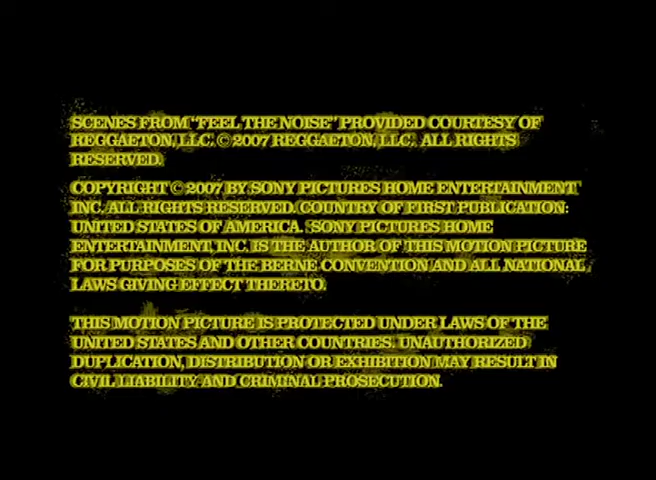 SCENES FROM "FEEL THE NOISE" PROVIDED COURTESY OF
REGGAETON, LLC. © 2007 REGGAETON, LLC. ALL RIGHTS
RESERVED.
COPYRIGHT © 2007 BY SONY PICTURES HOME ENTERTAINMENT
INC. ALL RIGHTS RESERVED. COUNTRY OF FIRST PUBLICATION:
UNITED STATES OF AMERICA. SONY PICTURES HOME
ENTERTAINMENT, INC. IS THE AUTHOR OF THIS MOTION PICTURE
FOR PURPOSES OF THE BERNE CONVENTION AND ALL NATIONAL
LAWS GIVING EFFECT THERETO.
THIS MOTION PICTURE IS PROTECTED UNDER LAWS OF THE
UNITED STATES AND OTHER COUNTRIES. UNAUTHORIZED
DUPLICATION, DISTRIBUTION OR EXHIBITION MAY RESULT IN
CIVIL LIABILITY AND CRIMINAL PROSECUTION.